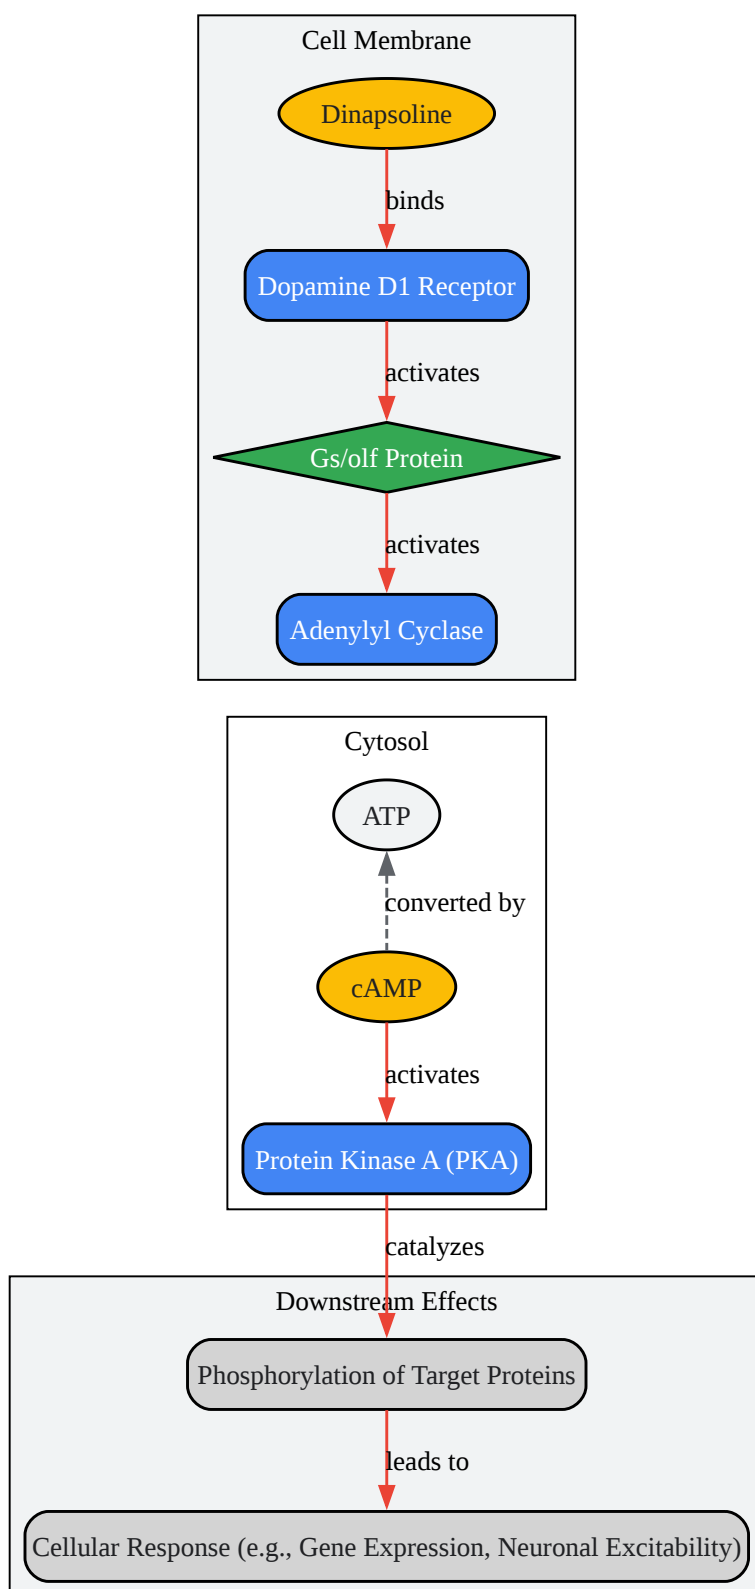 Cell Membrane
Dinapsoline
binds
Dopamine D1 Receptor
activates
Gs/olf Protein
activates
Adenylyl Cyclase
Cytosol
ATP
converted by
cAMP
activates
Protein Kinase A (PKA)
catalyzes
Downstream Effects
Phosphorylation of Target Proteins
leads to
Cellular Response (e.g., Gene Expression, Neuronal Excitability)